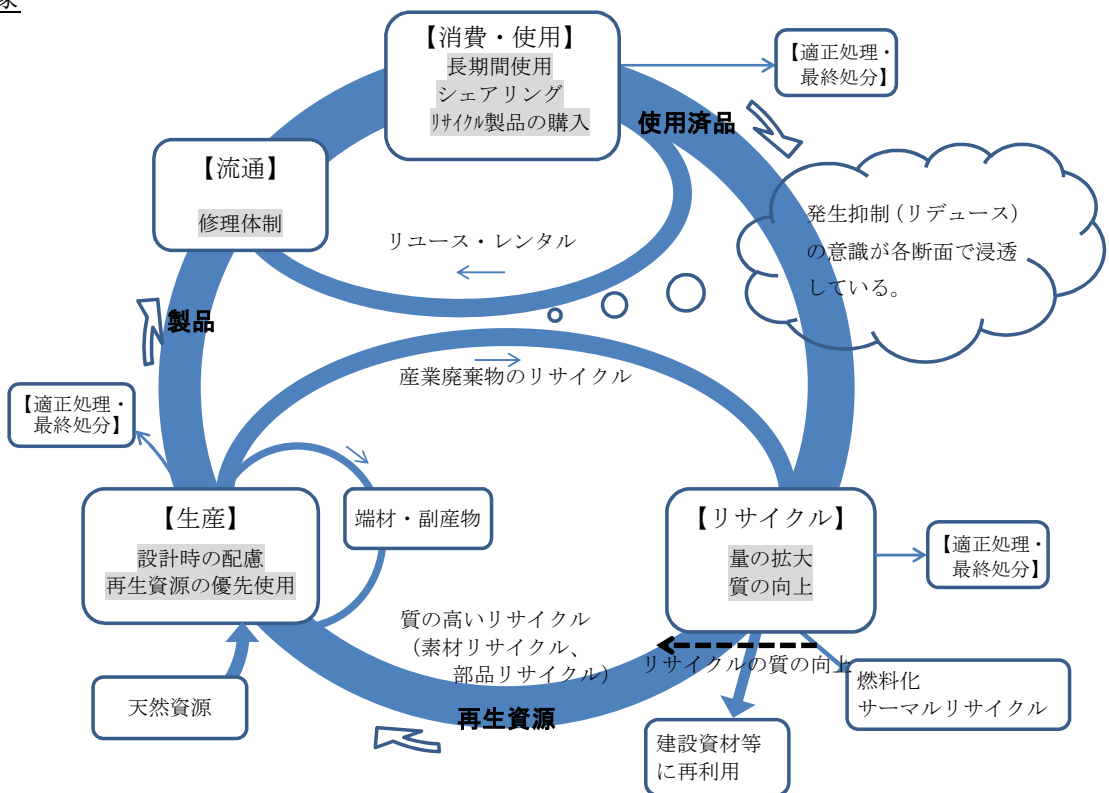 【消費・使用】
長期間使用
シェアリング
ﾘｻｲｸﾙ製品の購入
【適正処理・
最終処分】
使用済品
【流通】
修理体制
発生抑制(リデュース)
の意識が各断面で浸透
している。
リユース・レンタル
製品
産業廃棄物のリサイクル
【適正処理・
最終処分】
【生産】
設計時の配慮
再生資源の優先使用
端材・副産物
【リサイクル】
量の拡大
質の向上
【適正処理・
最終処分】
質の高いリサイクル
(素材リサイクル、
部品リサイクル)
リサイクルの質の向上
天然資源
再生資源
燃料化
サーマルリサイクル
建設資材等
に再利用